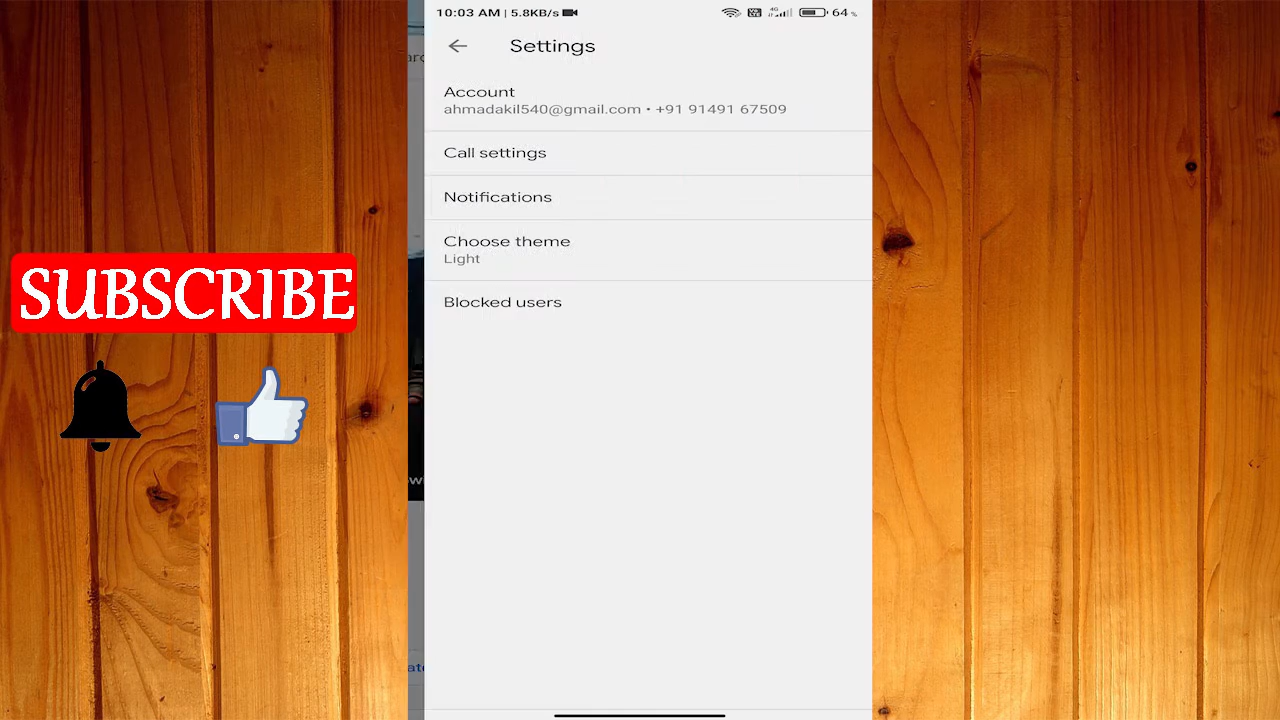 10:03 AM | 5.8KB/s
4G
64 %
Settings
Account
ahmadakil540@gmail.com • +91 91491 67509
Call settings
Notifications
Choose theme
Light
Blocked users
SUBSCRIBE